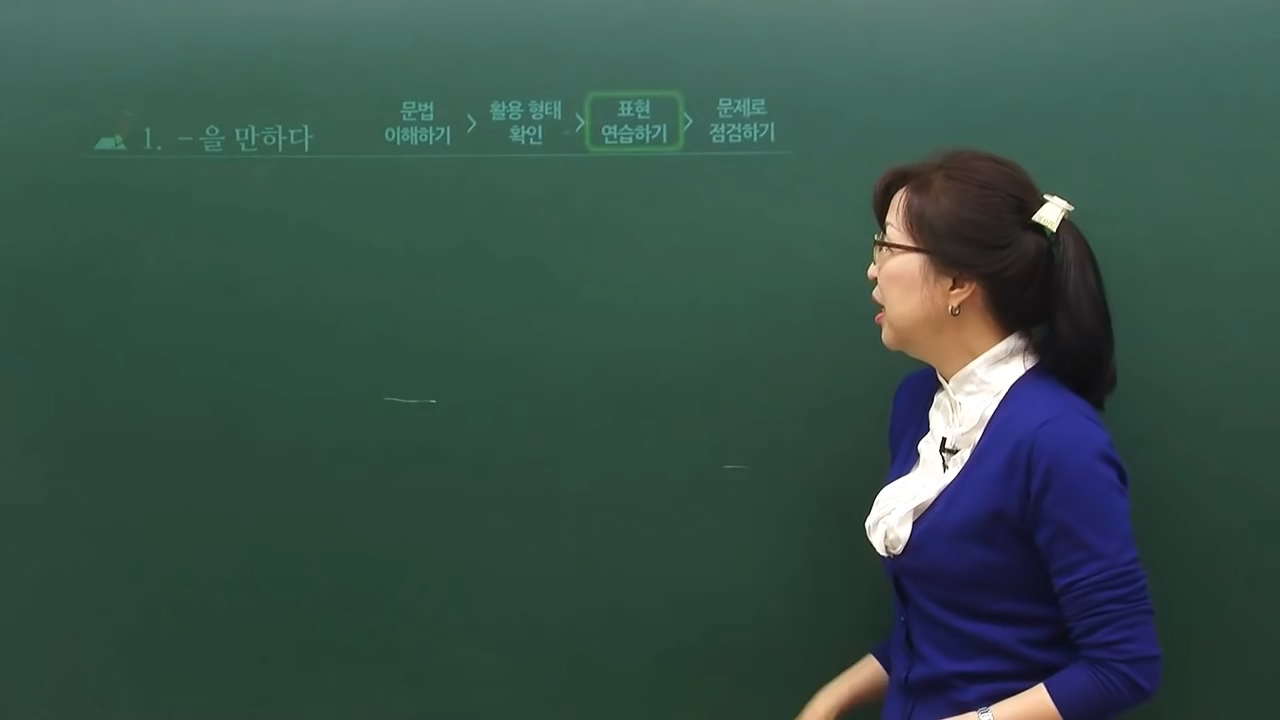 1. -을 만하다
문법
이해하기
활용 형태
확인
표현
연습하기
문제로
점검하기